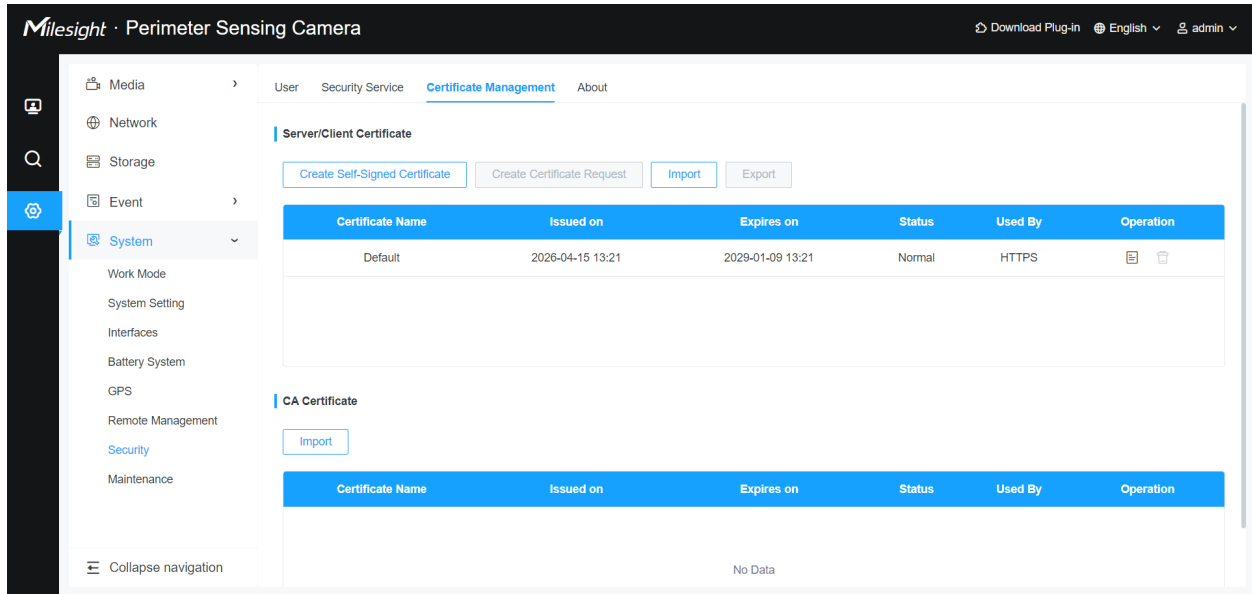 Milesight · Perimeter Sensing Camera
Download Plug-in English admin
Media
Network
Storage
Event
System
Work Mode
System Setting
Interfaces
Battery System
GPS
Remote Management
Security
Maintenance
Collapse navigation
User Security Service Certificate Management About
Server/Client Certificate
Create Self-Signed Certificate Create Certificate Request Import Export
Certificate Name Issued on Expires on Status Used By Operation
Default 2026-04-15 13:21 2029-01-09 13:21 Normal HTTPS
CA Certificate
Import
Certificate Name Issued on Expires on Status Used By Operation
No Data